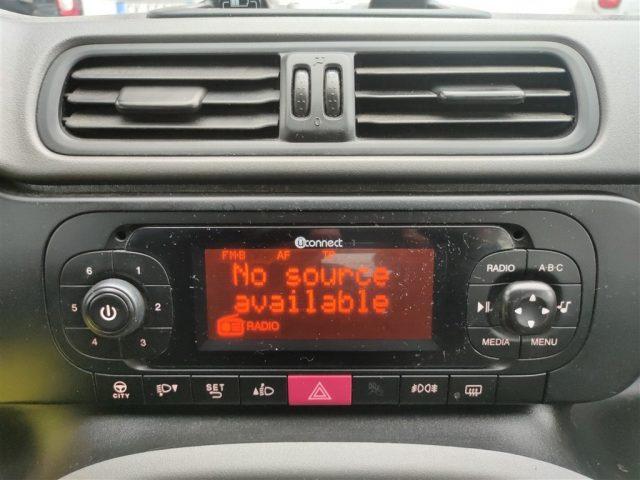 0
Uconnect
FM-B AF TP
No source
available
RADIO
6 1
5 2
4 3
RADIO A·B·C
MEDIA MENU
CITY SET